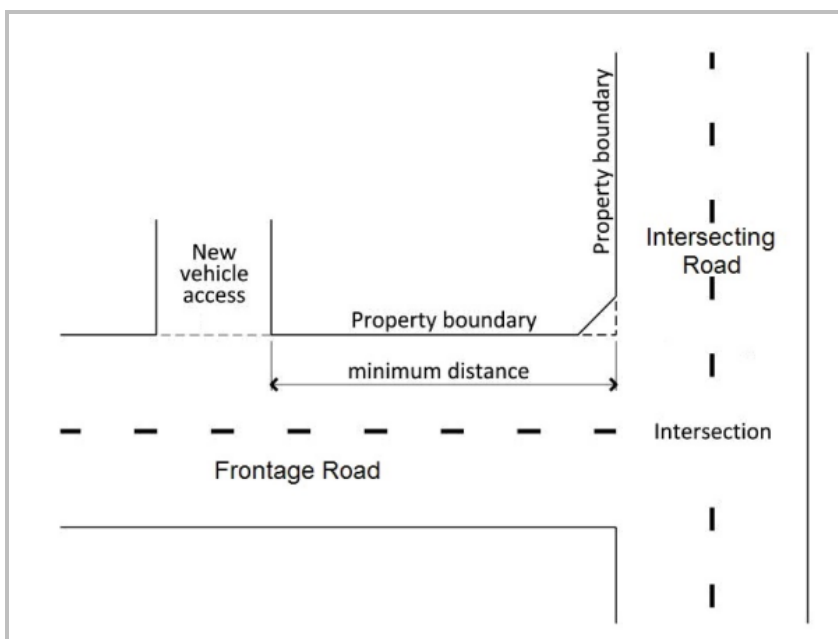 Property boundary
Intersecting
Road
New
vehicle
access
Property boundary
minimum distance
Intersection
Frontage Road